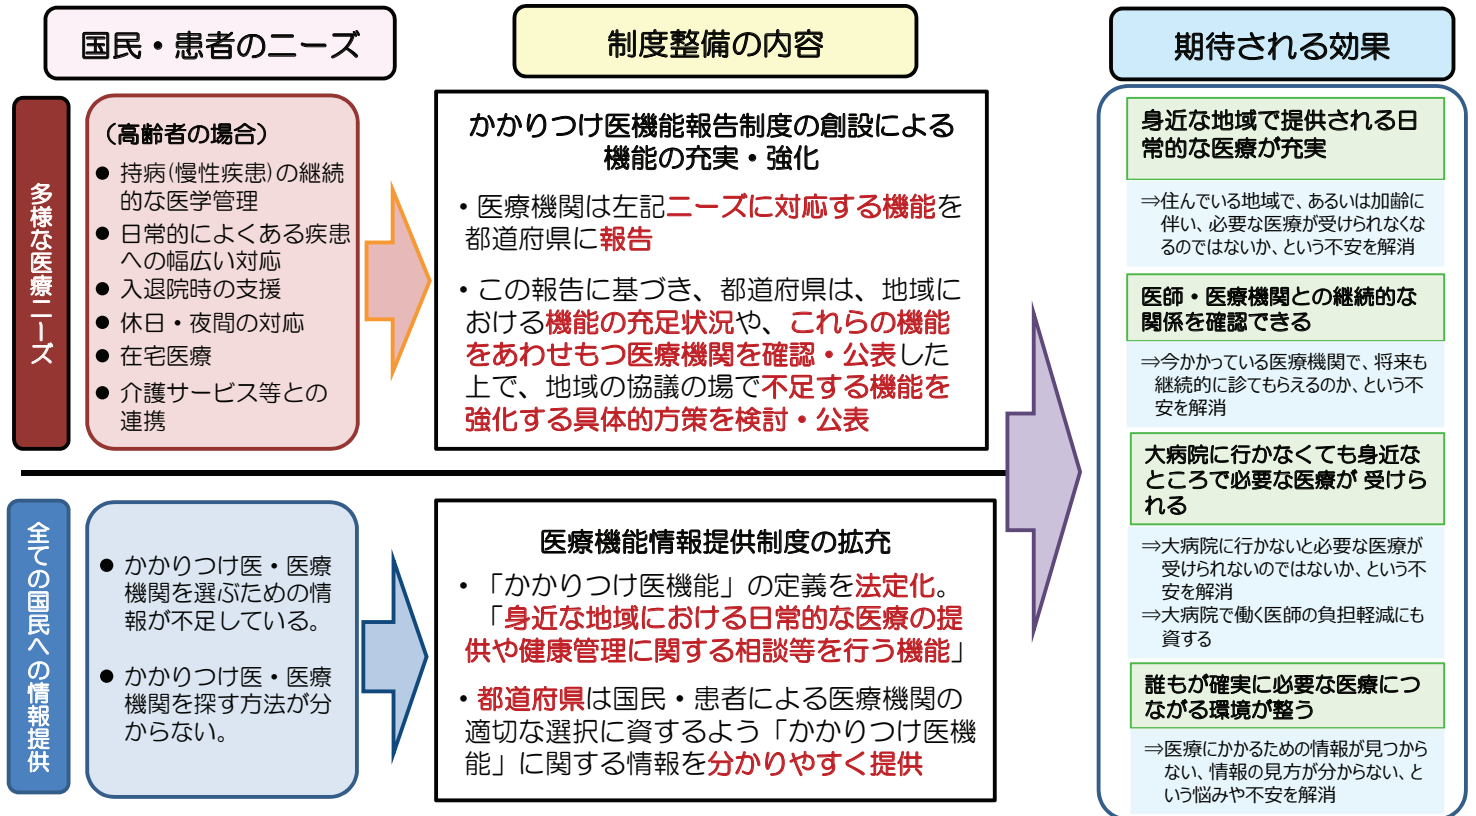 国民・患者のニーズ
制度整備の内容
期待される効果
多様な医療ニーズ
（高齢者の場合）
● 持病(慢性疾患)の継続
的な医学管理
● 日常的によくある疾患
への幅広い対応
● 入退院時の支援
● 休日・夜間の対応
● 在宅医療
● 介護サービス等との
連携
かかりつけ医機能報告制度の創設による
機能の充実・強化
・医療機関は左記ニーズに対応する機能を
都道府県に報告
・この報告に基づき、都道府県は、地域に
おける機能の充足状況や、これらの機能
をあわせもつ医療機関を確認・公表した
上で、地域の協議の場で不足する機能を
強化する具体的方策を検討・公表
全ての国民への情報提供
● かかりつけ医・医療
機関を選ぶための情
報が不足している。
● かかりつけ医・医療
機関を探す方法が分
からない。
医療機能情報提供制度の拡充
・「かかりつけ医機能」の定義を法定化。
「身近な地域における日常的な医療の提
供や健康管理に関する相談等を行う機能」
・都道府県は国民・患者による医療機関の
適切な選択に資するよう「かかりつけ医機
能」に関する情報を分かりやすく提供
身近な地域で提供される日
常的な医療が充実
⇒住んでいる地域で、あるいは加齢に
伴い、必要な医療が受けられなくな
るのではないか、という不安を解消
医師・医療機関との継続的な
関係を確認できる
⇒今かかっている医療機関で、将来も
継続的に診てもらえるのか、という不
安を解消
大病院に行かなくても身近な
ところで必要な医療が 受けら
れる
⇒大病院に行かないと必要な医療が
受けられないのではないか、という不
安を解消
⇒大病院で働く医師の負担軽減にも
資する
誰もが確実に必要な医療につ
ながる環境が整う
⇒医療にかかるための情報が見つから
ない、情報の見方が分からない、と
いう悩みや不安を解消